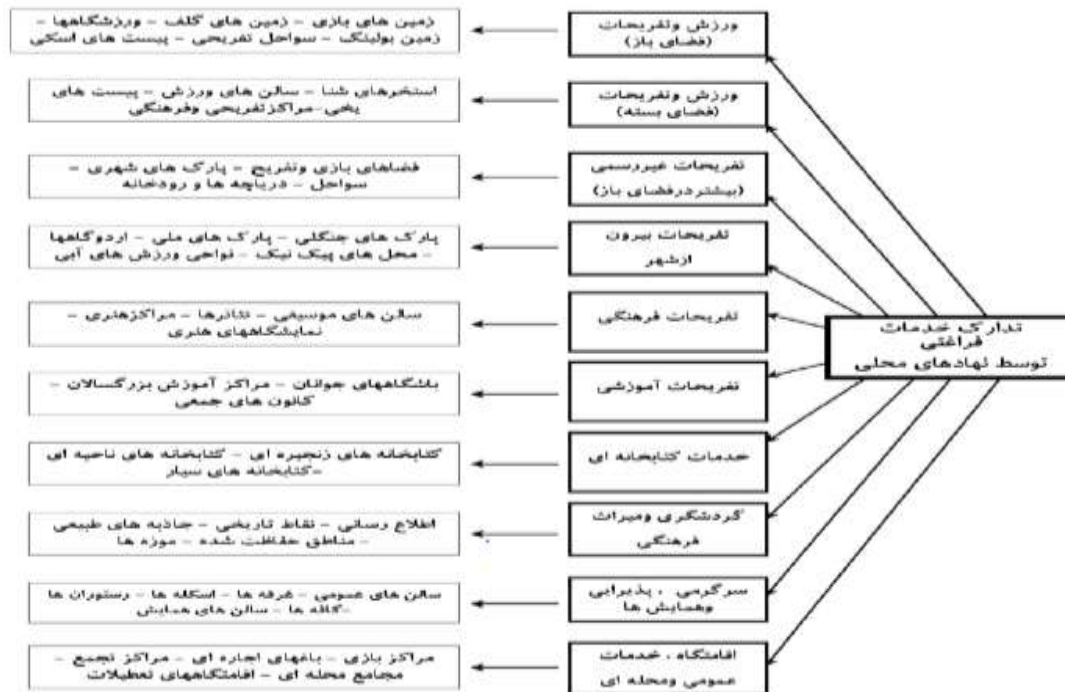 تدارک خدمات
فراغتی
توسط نهادهای محلی
ورزش وتفریحات
(فضای باز)
زمین های بازی – زمین های گلف – ورزشگاهها –
زمین بولینگ – سواحل تفریحی – پیست های اسکی
ورزش وتفریحات
(فضای بسته)
استخرهای شنا – سالن های ورزش – پیست های
یخی–مراکزتفریحی وفرهنگی
تفریحات غیررسمی
(بیشتردرفضای باز)
فضاهای بازی وتفریح – پارک های شهری –
سواحل – دریاچه ها و رودخانه
تفریحات بیرون
ازشهر
پارک های جنگلی – پارک های ملی – اردوگاهها
– محل های پیک نیک – نواحی ورزش های آبی
تفریحات فرهنگی
سالن های موسیقی – تئاترها – مراکزهنری –
نمایشگاههای هنری
تفریحات آموزشی
باشگاههای جوانان – مراکز آموزش بزرگسالان –
کانون های جمعی
خدمات کتابخانه ای
کتابخانه های زنجیره ای – کتابخانه های ناحیه ای
–کتابخانه های سیار
گردشگری ومیراث
فرهنگی
اطلاع رسانی – نقاط تاریخی – جاذبه های طبیعی
– مناطق حفاظت شده – موزه ها
سرگرمی ، پذیرایی
وهمایش ها
سالن های عمومی – غرفه ها – اسکله ها – رستوران ها
–کافه ها – سالن های همایش
اقامتگاه ، خدمات
عمومی ومحله ای
مراکز بازی – باغهای اجاره ای – مراکز تجمع –
مجامع محله ای – اقامتگاههای تعطیلات